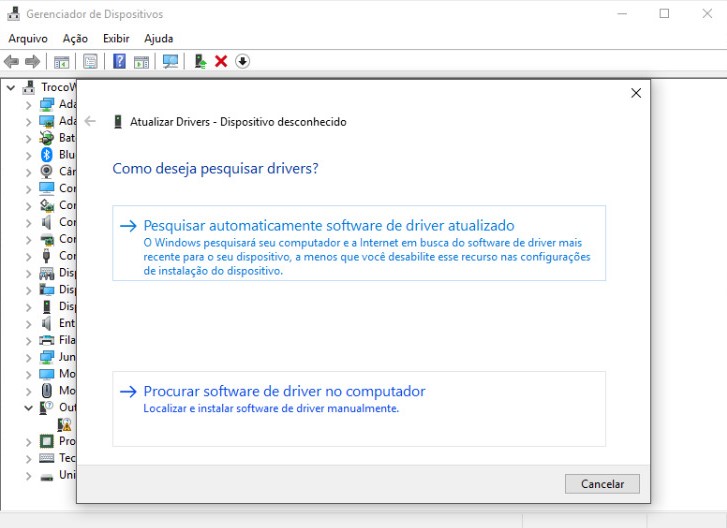 Gerenciador de Dispositivos
Arquivo Ação Exibir Ajuda
TrocoW
Ada
Ada
Bat
Blu
Câr
Cor
Cor
Cor
Cor
Cor
Disp
Disp
Disp
Ent
Fila
Jun
Mo
Mo
Out
Pro
Tec
Uni
Atualizar Drivers - Dispositivo desconhecido
Como deseja pesquisar drivers?
Pesquisar automaticamente software de driver atualizado
O Windows pesquisará seu computador e a Internet em busca do software de driver mais
recente para o seu dispositivo, a menos que você desabilite esse recurso nas configurações
de instalação do dispositivo.
Procurar software de driver no computador
Localizar e instalar software de driver manualmente.
Cancelar